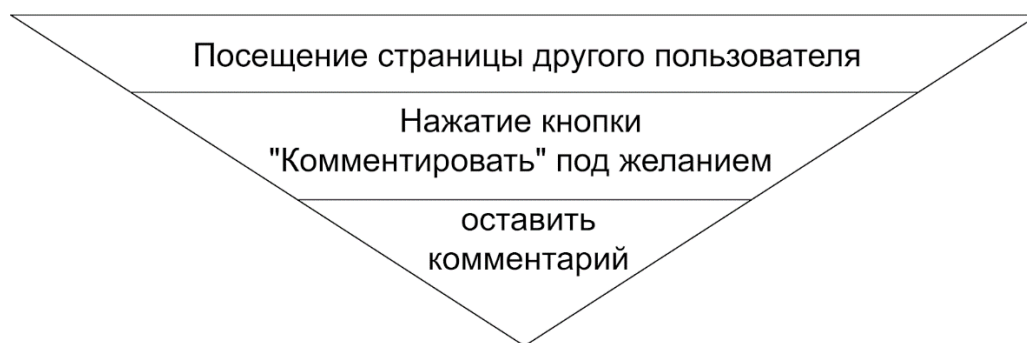 Посещение страницы другого пользователя
Нажатие кнопки
"Комментировать" под желанием
оставить
комментарий